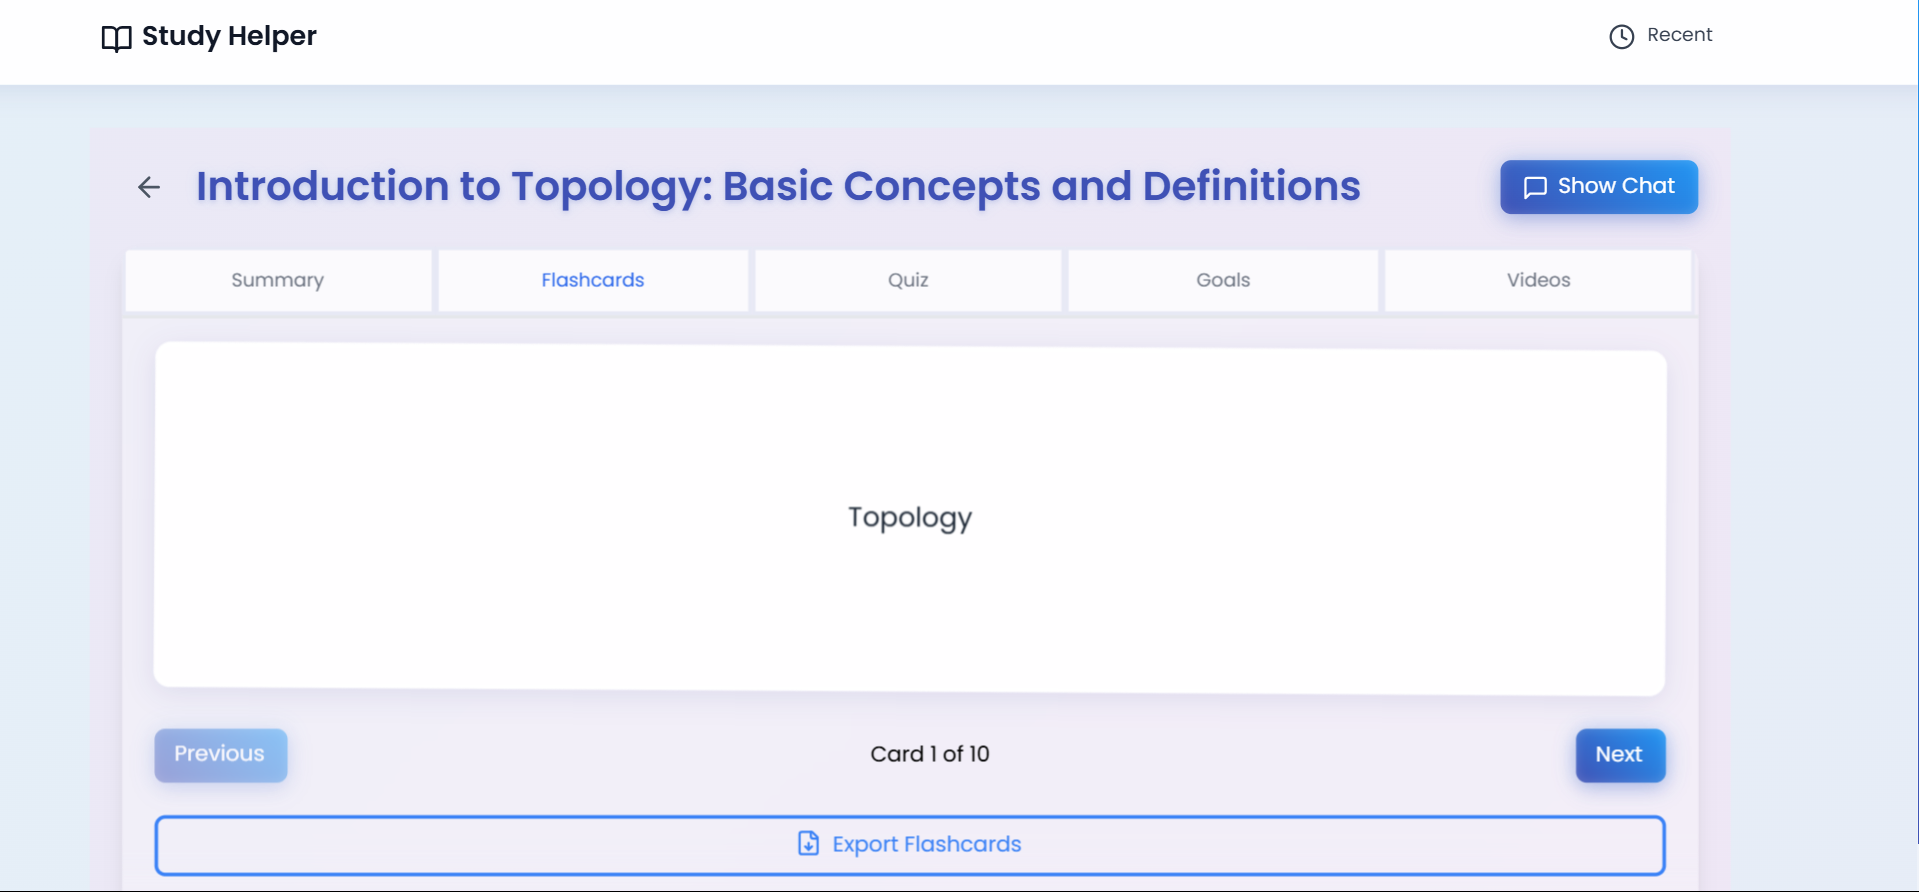 Study Helper
Recent
Introduction to Topology: Basic Concepts and Definitions
Show Chat
Summary
Flashcards
Quiz
Goals
Videos
Topology
Previous
Card 1 of 10
Next
Export Flashcards